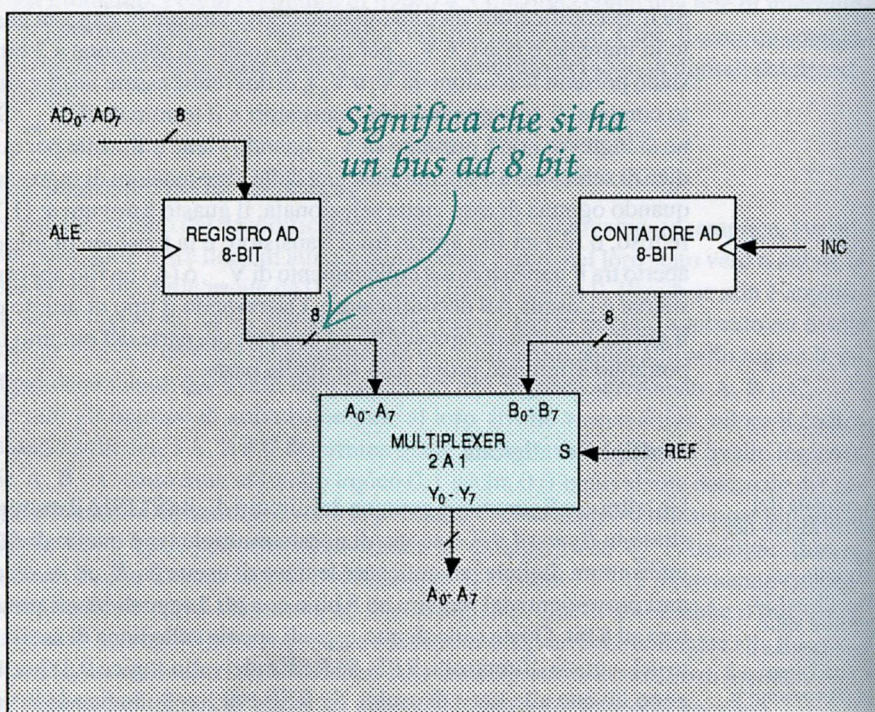 AD₀- AD₇
8
Significa che si ha
un bus ad 8 bit
ALE
REGISTRO AD
8-BIT
CONTATORE AD
8-BIT
INC
8
8
A₀- A₇
B₀- B₇
MULTIPLEXER
2 A 1
S
REF
Y₀ - Y₇
A₀- A₇